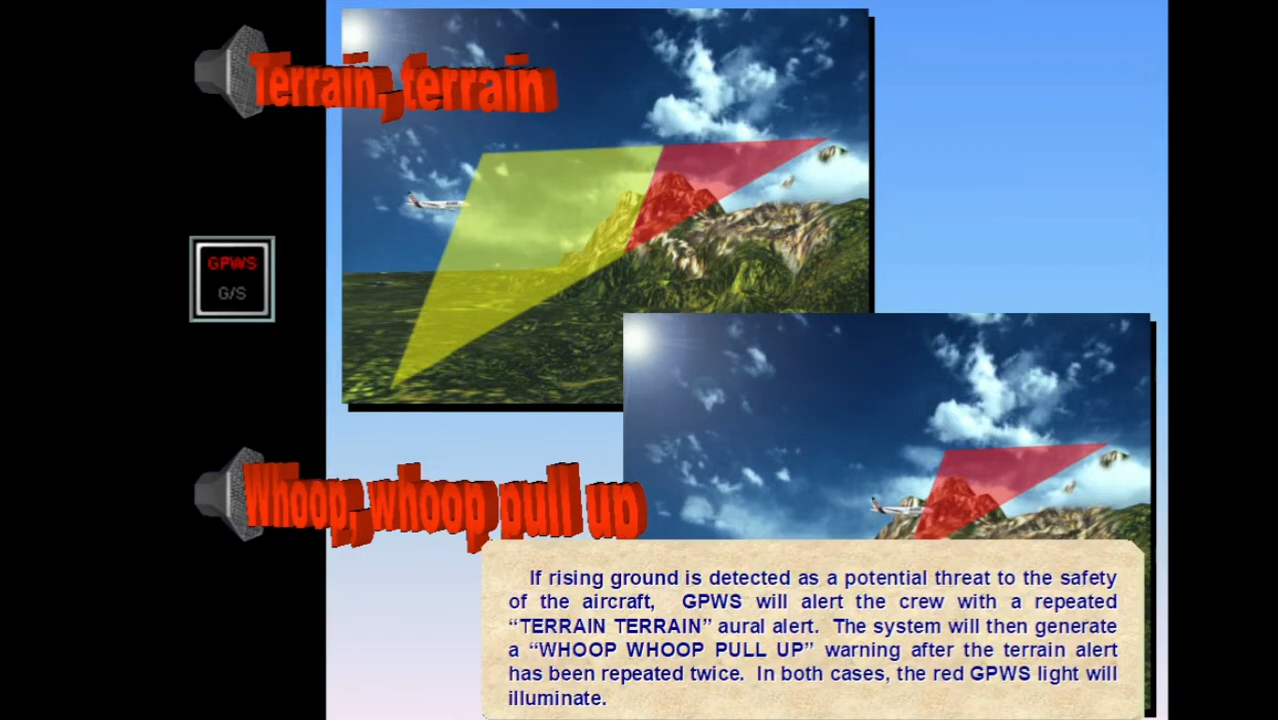 Terrain, terrain
GPWS
G/S
Whoop, whoop pull up
If rising ground is detected as a potential threat to the safety
of the aircraft, GPWS will alert the crew with a repeated
“TERRAIN TERRAIN” aural alert. The system will then generate
a “WHOOP WHOOP PULL UP” warning after the terrain alert
has been repeated twice. In both cases, the red GPWS light will
illuminate.